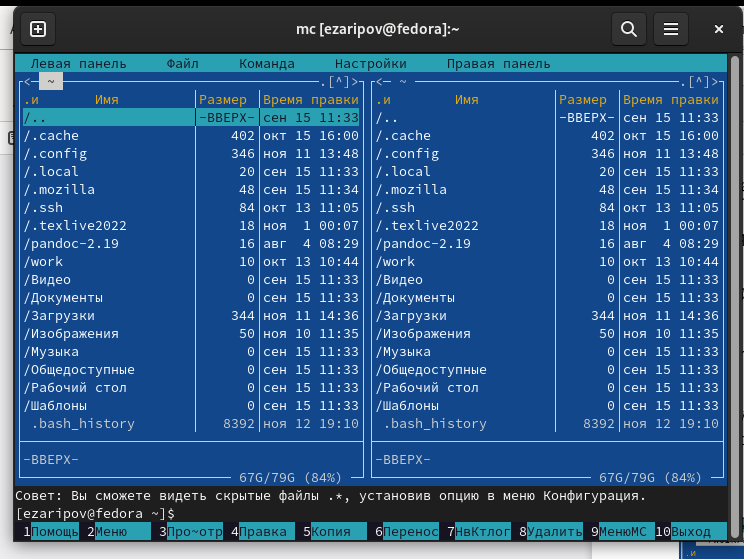 mc [ezaripov@fedora]:~
Левая панель Файл Команда Настройки Правая панель
<— ~ .[^]> <— ~ .[^]>
.и Имя Размер Время правки .и Имя Размер Время правки
/.. -ВВЕРХ- сен 15 11:33 /.. -ВВЕРХ- сен 15 11:33
/.cache 402 окт 15 16:00 /.cache 402 окт 15 16:00
/.config 346 ноя 11 13:48 /.config 346 ноя 11 13:48
/.local 20 сен 15 11:33 /.local 20 сен 15 11:33
/.mozilla 48 сен 15 11:34 /.mozilla 48 сен 15 11:34
/.ssh 84 окт 13 11:05 /.ssh 84 окт 13 11:05
/.texlive2022 18 ноя 1 00:07 /.texlive2022 18 ноя 1 00:07
/pandoc-2.19 16 авг 4 08:29 /pandoc-2.19 16 авг 4 08:29
/work 10 окт 13 10:44 /work 10 окт 13 10:44
/Видео 0 сен 15 11:33 /Видео 0 сен 15 11:33
/Документы 0 сен 15 11:33 /Документы 0 сен 15 11:33
/Загрузки 344 ноя 11 14:36 /Загрузки 344 ноя 11 14:36
/Изображения 50 ноя 10 11:35 /Изображения 50 ноя 10 11:35
/Музыка 0 сен 15 11:33 /Музыка 0 сен 15 11:33
/Общедоступные 0 сен 15 11:33 /Общедоступные 0 сен 15 11:33
/Рабочий стол 0 сен 15 11:33 /Рабочий стол 0 сен 15 11:33
/Шаблоны 0 сен 15 11:33 /Шаблоны 0 сен 15 11:33
.bash_history 8392 ноя 12 19:10 .bash_history 8392 ноя 12 19:10
-ВВЕРХ- -ВВЕРХ-
67G/79G (84%) 67G/79G (84%)
Совет: Вы сможете видеть скрытые файлы .*, установив опцию в меню Конфигурация.
[ezaripov@fedora ~]$
1Помощь 2Меню 3Про~отр 4Правка 5Копия 6Перенос 7НвКтлог 8Удалить 9МенюМС 10Выход